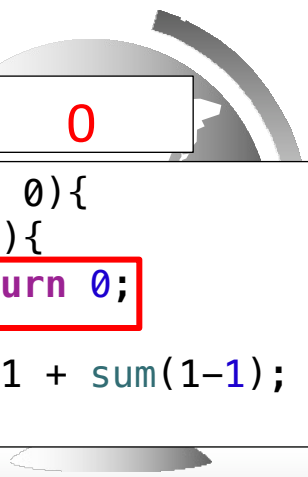 0
0){
){
urn 0;
1 + sum(1-1);